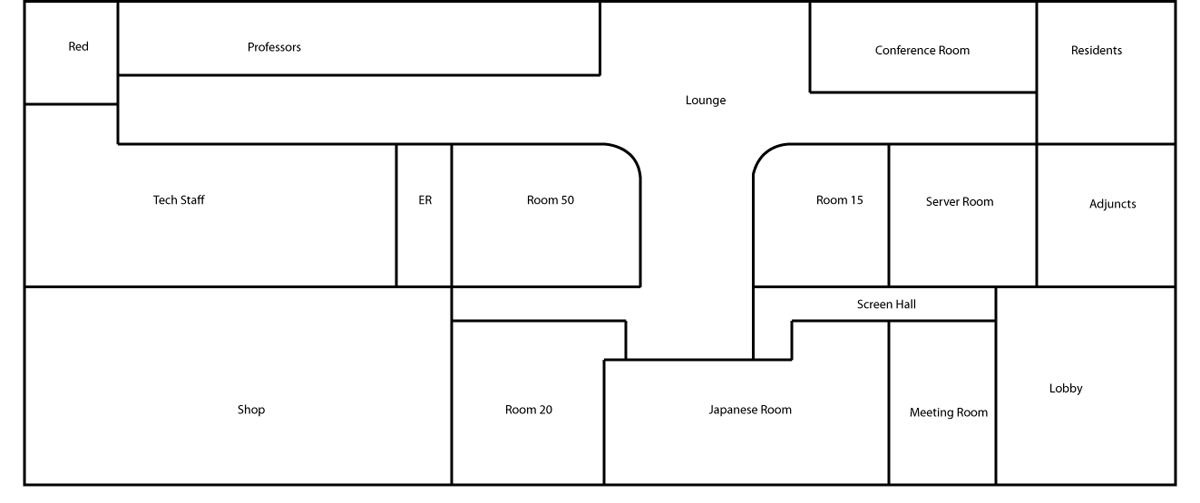 Red
Professors
Conference Room
Residents
Lounge
Tech Staff
ER
Room 50
Room 15
Server Room
Adjuncts
Screen Hall
Shop
Room 20
Japanese Room
Meeting Room
Lobby